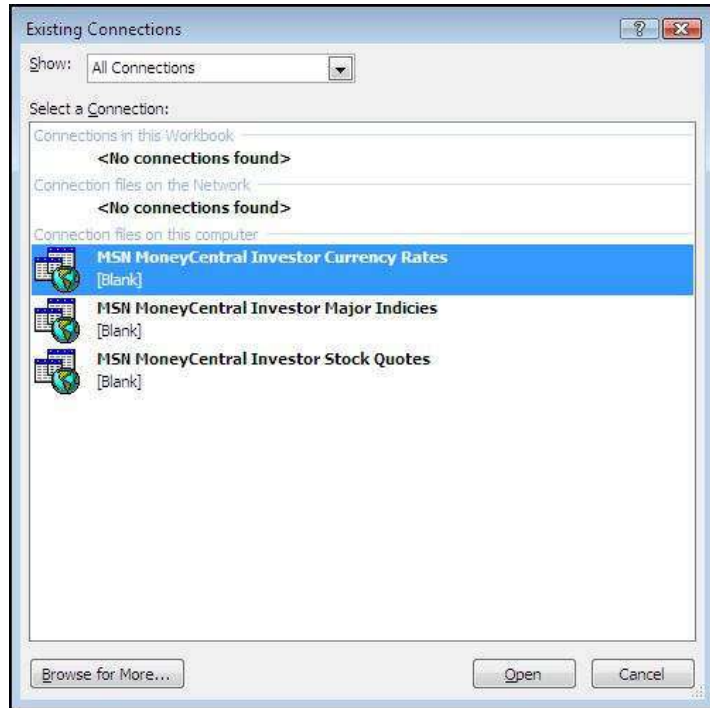 Existing Connections
Show: All Connections
Select a Connection:
Connections in this Workbook
<No connections found>
Connection files on the Network
<No connections found>
Connection files on this computer
MSN MoneyCentral Investor Currency Rates
[Blank]
MSN MoneyCentral Investor Major Indicies
[Blank]
MSN MoneyCentral Investor Stock Quotes
[Blank]
Browse for More... Open Cancel